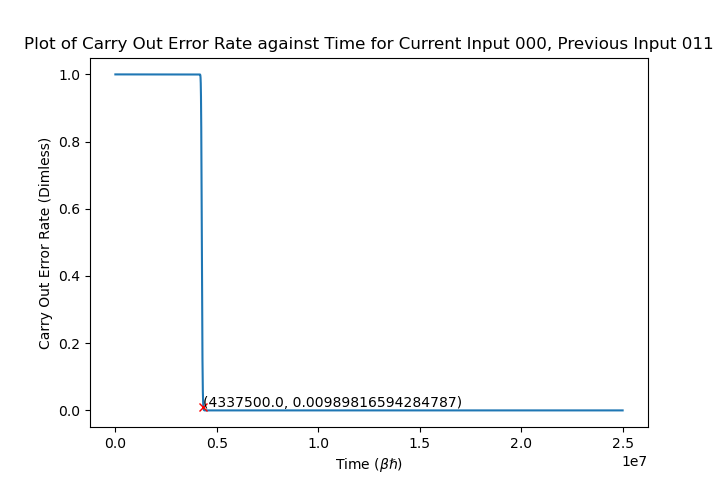 Plot of Carry Out Error Rate against Time for Current Input 000, Previous Input 011
Carry Out Error Rate (Dimless)
1.0
0.8
0.6
0.4
0.2
0.0
(4337500.0, 0.00989816594284787)
0.0 0.5 1.0 1.5 2.0 2.5
1e7
Time (βℏ)